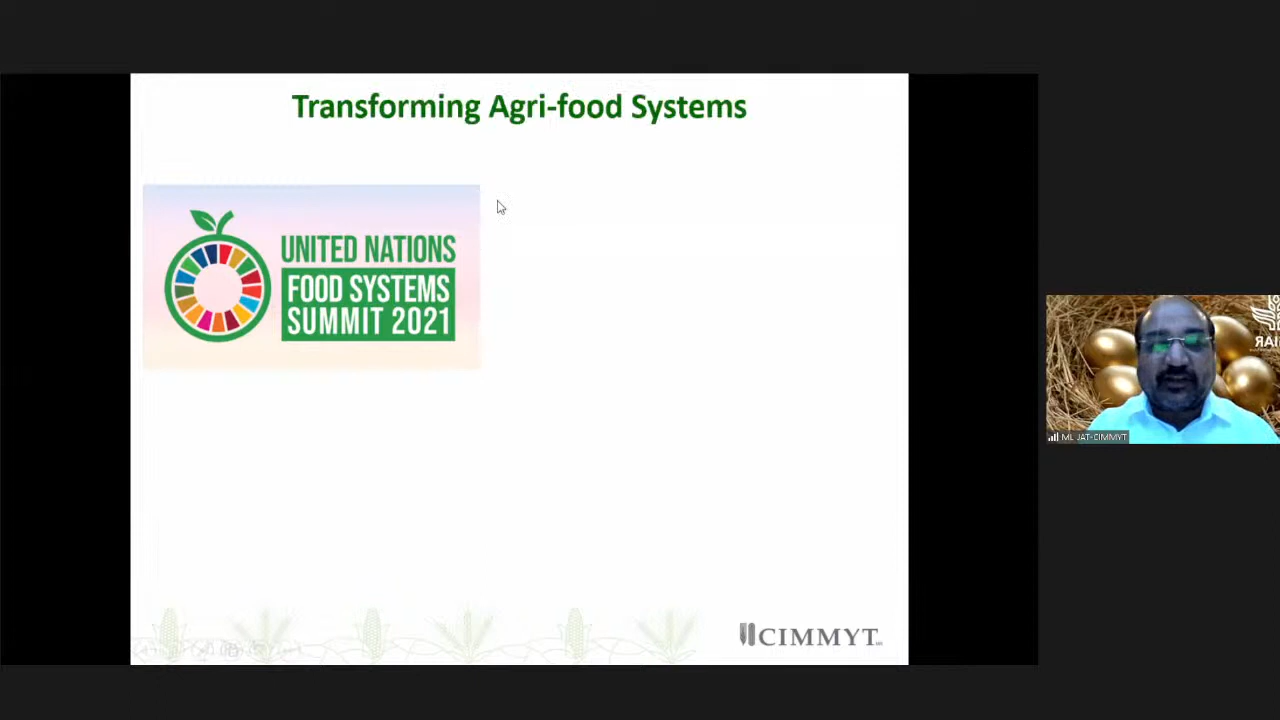 Transforming Agri-food Systems
UNITED NATIONS
FOOD SYSTEMS
SUMMIT 2021
CIMMYT
ML JAT-CIMMYT